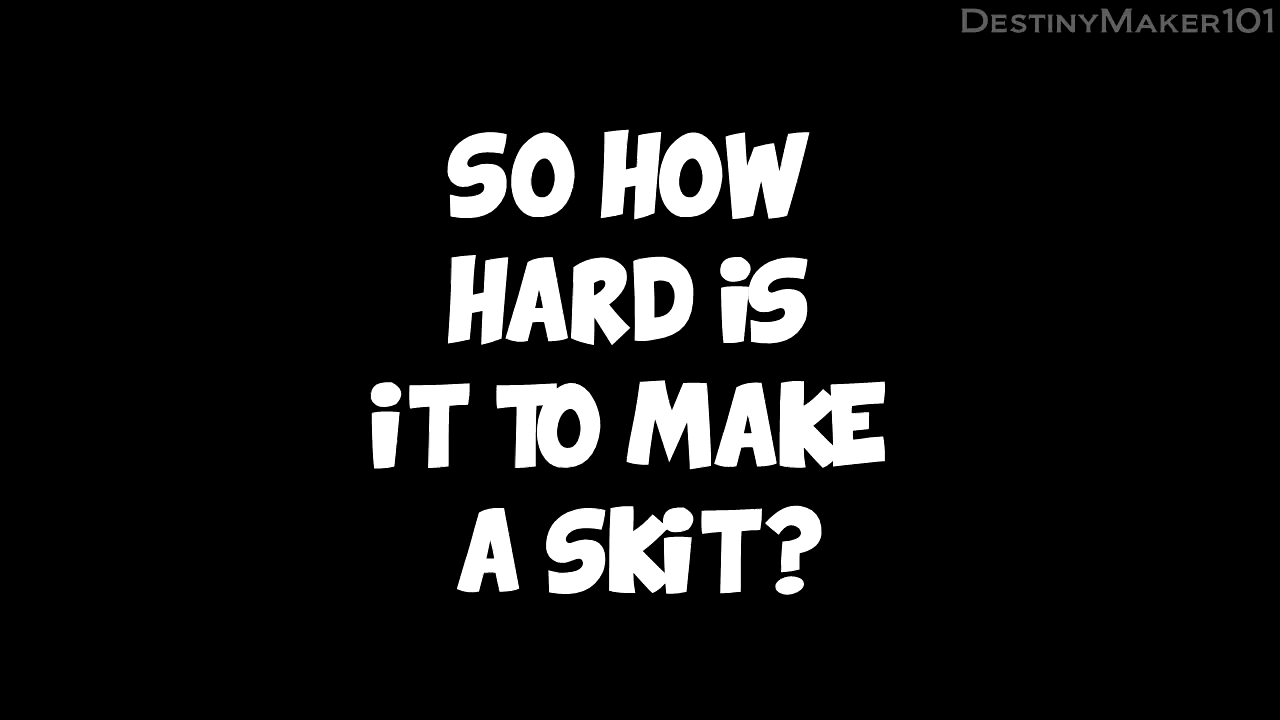 DestinyMaker101
SO HOW
HARD iS
iT TO MAKE
A SKiT?